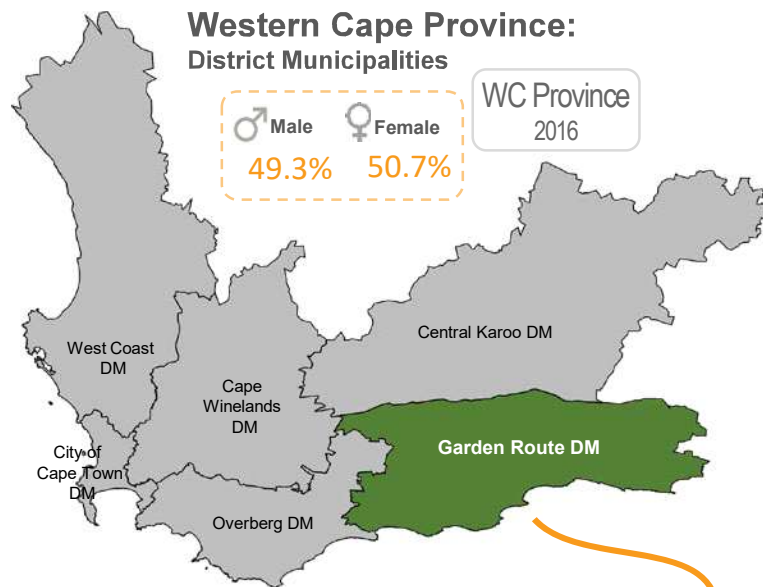 Western Cape Province:
District Municipalities
WC Province
2016
Male
Female
49.3%
50.7%
Central Karoo DM
West Coast
DM
Cape
Winelands
DM
City of
Cape Town
DM
Garden Route DM
Overberg DM